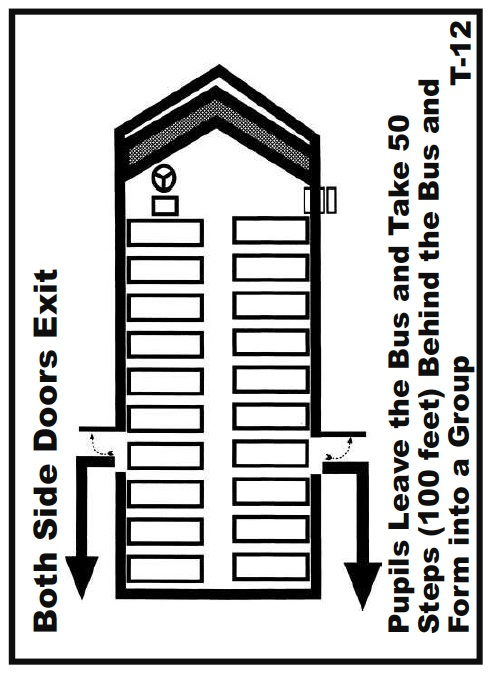 Both Side Doors Exit
Pupils Leave the Bus and Take 50
Steps (100 feet) Behind the Bus and
Form into a Group
T-12